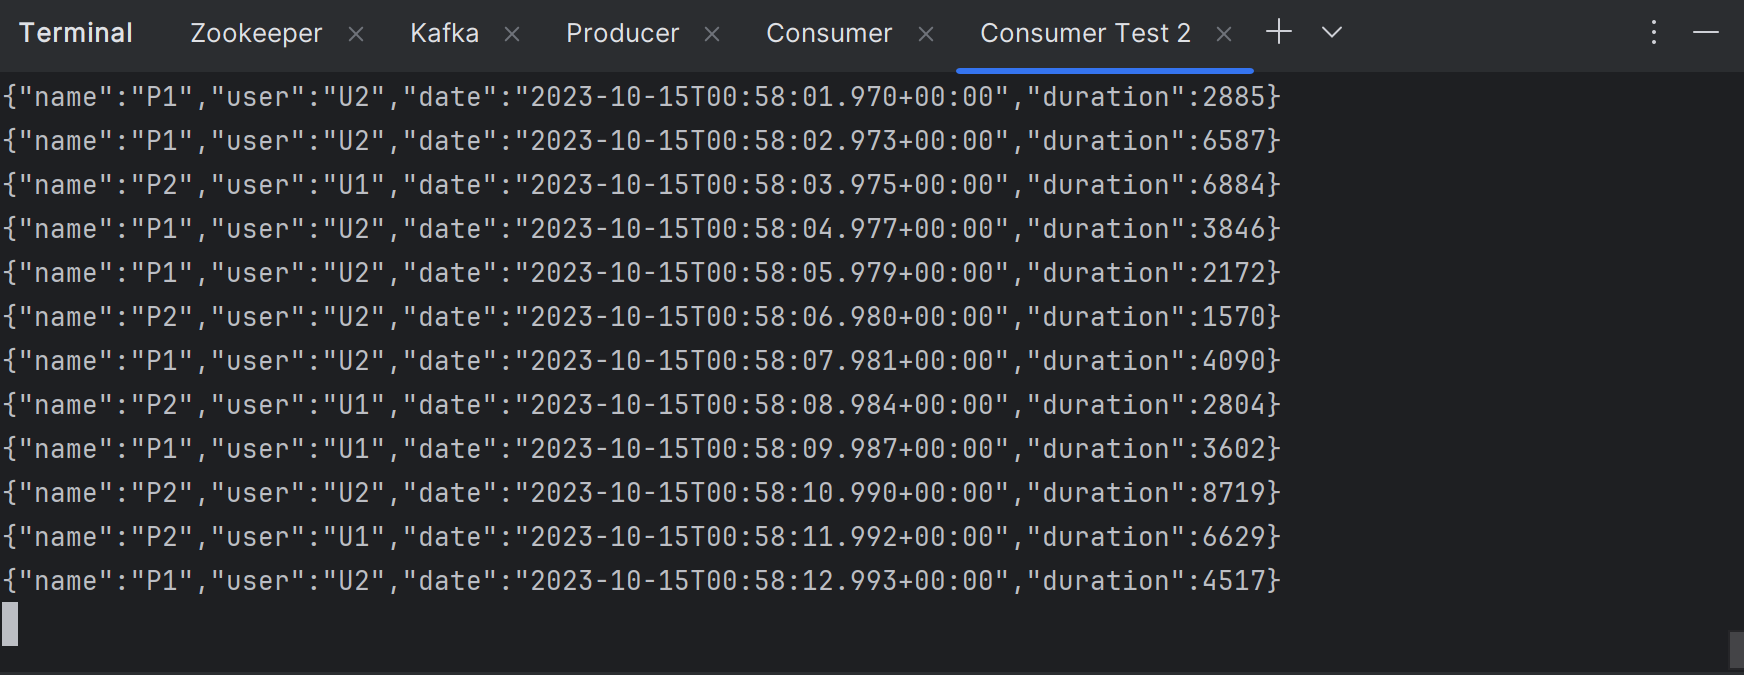 Terminal Zookeeper Kafka Producer Consumer Consumer Test 2
{"name":"P1","user":"U2","date":"2023-10-15T00:58:01.970+00:00","duration":2885}
{"name":"P1","user":"U2","date":"2023-10-15T00:58:02.973+00:00","duration":6587}
{"name":"P2","user":"U1","date":"2023-10-15T00:58:03.975+00:00","duration":6884}
{"name":"P1","user":"U2","date":"2023-10-15T00:58:04.977+00:00","duration":3846}
{"name":"P1","user":"U2","date":"2023-10-15T00:58:05.979+00:00","duration":2172}
{"name":"P2","user":"U2","date":"2023-10-15T00:58:06.980+00:00","duration":1570}
{"name":"P1","user":"U2","date":"2023-10-15T00:58:07.981+00:00","duration":4090}
{"name":"P2","user":"U1","date":"2023-10-15T00:58:08.984+00:00","duration":2804}
{"name":"P1","user":"U1","date":"2023-10-15T00:58:09.987+00:00","duration":3602}
{"name":"P2","user":"U2","date":"2023-10-15T00:58:10.990+00:00","duration":8719}
{"name":"P2","user":"U1","date":"2023-10-15T00:58:11.992+00:00","duration":6629}
{"name":"P1","user":"U2","date":"2023-10-15T00:58:12.993+00:00","duration":4517}